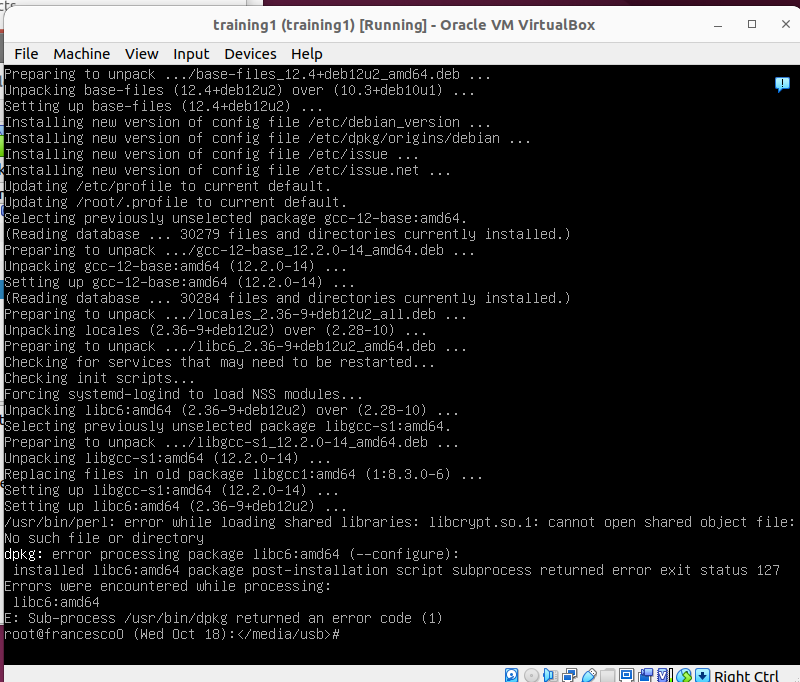 cts
training1 (training1) [Running] - Oracle VM VirtualBox
File Machine View Input Devices Help
Preparing to unpack .../base-files_12.4+deb12u2_amd64.deb ...
Unpacking base-files (12.4+deb12u2) over (10.3+deb10u1) ...
Setting up base-files (12.4+deb12u2) ...
Installing new version of config file /etc/debian_version ...
Installing new version of config file /etc/dpkg/origins/debian ...
Installing new version of config file /etc/issue ...
Installing new version of config file /etc/issue.net ...
Updating /etc/profile to current default.
Updating /root/.profile to current default.
Selecting previously unselected package gcc-12-base:amd64.
(Reading database ... 30279 files and directories currently installed.)
Preparing to unpack .../gcc-12-base_12.2.0-14_amd64.deb ...
Unpacking gcc-12-base:amd64 (12.2.0-14) ...
Setting up gcc-12-base:amd64 (12.2.0-14) ...
(Reading database ... 30284 files and directories currently installed.)
Preparing to unpack .../locales_2.36-9+deb12u2_all.deb ...
Unpacking locales (2.36-9+deb12u2) over (2.28-10) ...
Preparing to unpack .../libc6_2.36-9+deb12u2_amd64.deb ...
Checking for services that may need to be restarted...
Checking init scripts...
Forcing systemd-logind to load NSS modules...
Unpacking libc6:amd64 (2.36-9+deb12u2) over (2.28-10) ...
Selecting previously unselected package libgcc-s1:amd64.
Preparing to unpack .../libgcc-s1_12.2.0-14_amd64.deb ...
Unpacking libgcc-s1:amd64 (12.2.0-14) ...
Replacing files in old package libgcc1:amd64 (1:8.3.0-6) ...
Setting up libgcc-s1:amd64 (12.2.0-14) ...
Setting up libc6:amd64 (2.36-9+deb12u2) ...
/usr/bin/perl: error while loading shared libraries: libcrypt.so.1: cannot open shared object file:
No such file or directory
dpkg: error processing package libc6:amd64 (--configure):
installed libc6:amd64 package post-installation script subprocess returned error exit status 127
Errors were encountered while processing:
libc6:amd64
E: Sub-process /usr/bin/dpkg returned an error code (1)
root@francesco0 (Wed Oct 18):</media/usb>#
Right Ctrl